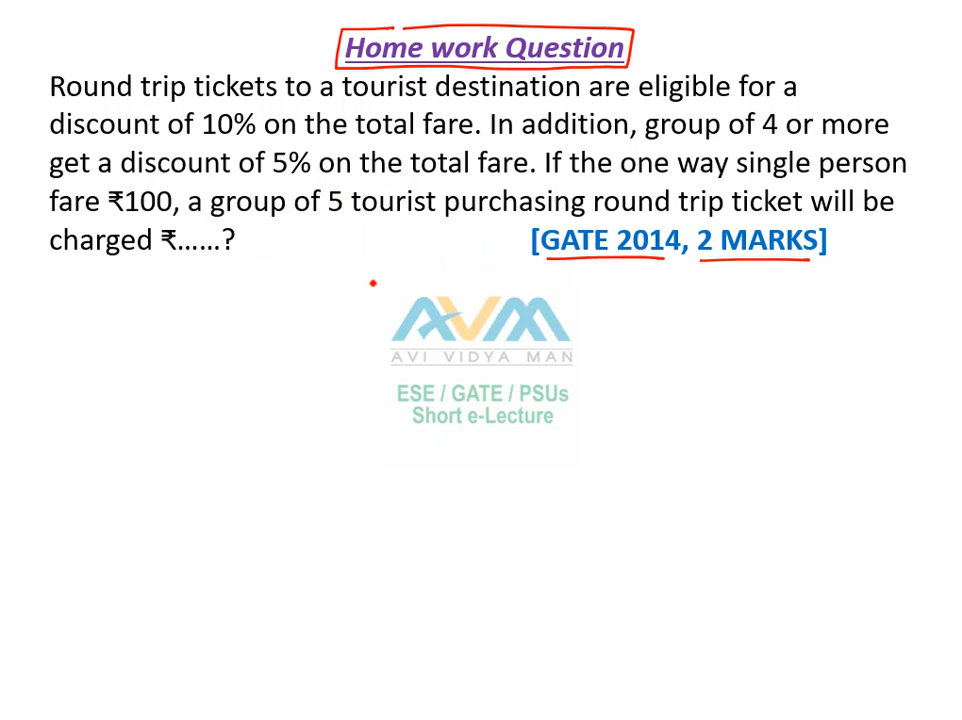 Home work Question
Round trip tickets to a tourist destination are eligible for a
discount of 10% on the total fare. In addition, group of 4 or more
get a discount of 5% on the total fare. If the one way single person
fare ₹100, a group of 5 tourist purchasing round trip ticket will be
charged ₹……? [GATE 2014, 2 MARKS]
AVM
AVI VIDYA MAN
ESE / GATE / PSUs
Short e-Lecture